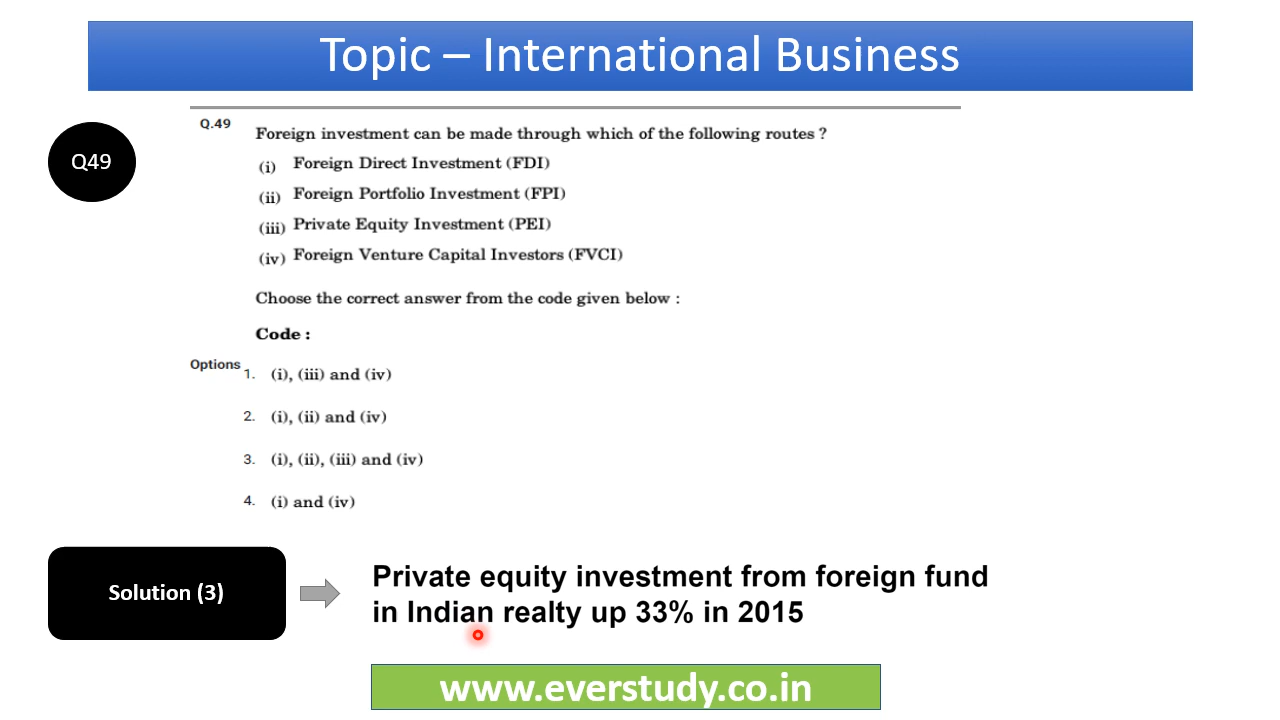 Topic – International Business
Q49
Q.49 Foreign investment can be made through which of the following routes ?
(i) Foreign Direct Investment (FDI)
(ii) Foreign Portfolio Investment (FPI)
(iii) Private Equity Investment (PEI)
(iv) Foreign Venture Capital Investors (FVCI)
Choose the correct answer from the code given below :
Code :
Options 1. (i), (iii) and (iv)
2. (i), (ii) and (iv)
3. (i), (ii), (iii) and (iv)
4. (i) and (iv)
Solution (3)
Private equity investment from foreign fund
in Indian realty up 33% in 2015
www.everstudy.co.in